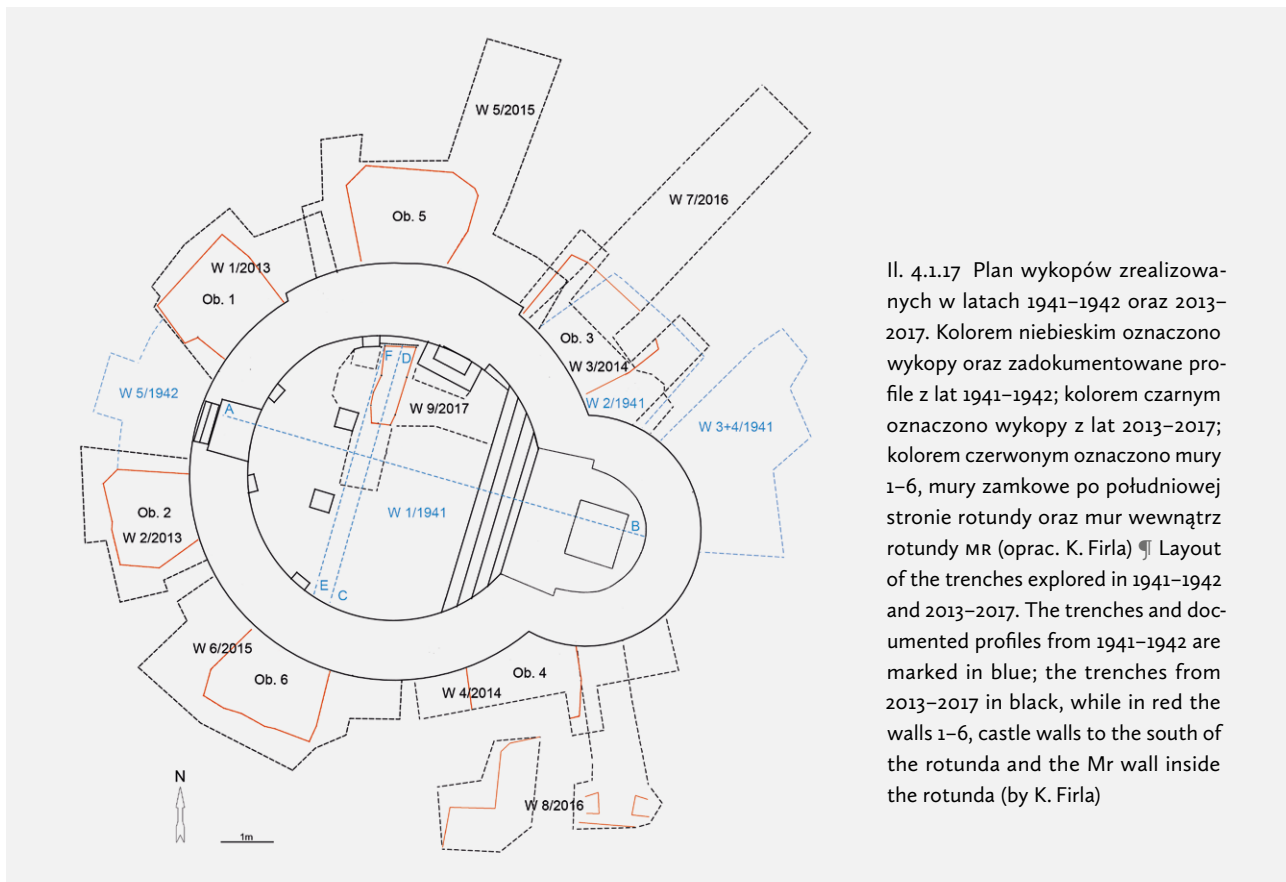 W 5/2015
W 7/2016
Ob. 5
W 1/2013
Ob. 1
Ob. 3
W 3/2014
W 5/1942
W 2/1941
W 3+4/1941
F
D
A
W 9/2017
Ob. 2
W 2/2013
W 1/1941
B
E
C
W 6/2015
Ob. 6
Ob. 4
W 4/2014
W 8/2016
N
1m
Il. 4.1.17 Plan wykopów zrealizowa-
nych w latach 1941–1942 oraz 2013–
2017. Kolorem niebieskim oznaczono
wykopy oraz zadokumentowane pro-
file z lat 1941–1942; kolorem czarnym
oznaczono wykopy z lat 2013–2017;
kolorem czerwonym oznaczono mury
1–6, mury zamkowe po południowej
stronie rotundy oraz mur wewnątrz
rotundy MR (oprac. K. Firla) ¶ Layout
of the trenches explored in 1941–1942
and 2013–2017. The trenches and doc-
umented profiles from 1941–1942 are
marked in blue; the trenches from
2013–2017 in black, while in red the
walls 1–6, castle walls to the south of
the rotunda and the Mr wall inside
the rotunda (by K. Firla)